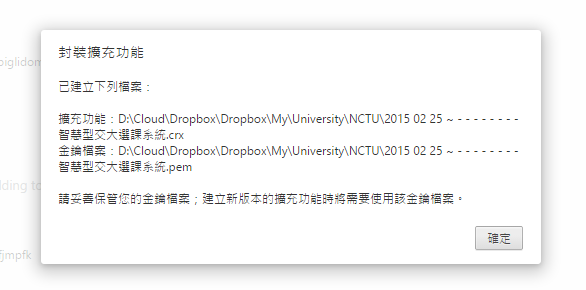 封裝擴充功能
biglidom
已建立下列檔案：
擴充功能：D:\Cloud\Dropbox\Dropbox\My\University\NCTU\2015 02 25 ~ - - - - - - - -
智慧型交大選課系統.crx
金鑰檔案：D:\Cloud\Dropbox\Dropbox\My\University\NCTU\2015 02 25 ~ - - - - - - - -
智慧型交大選課系統.pem
lding to
請妥善保管您的金鑰檔案；建立新版本的擴充功能時將需要使用該金鑰檔案。
確定
fjmpfk